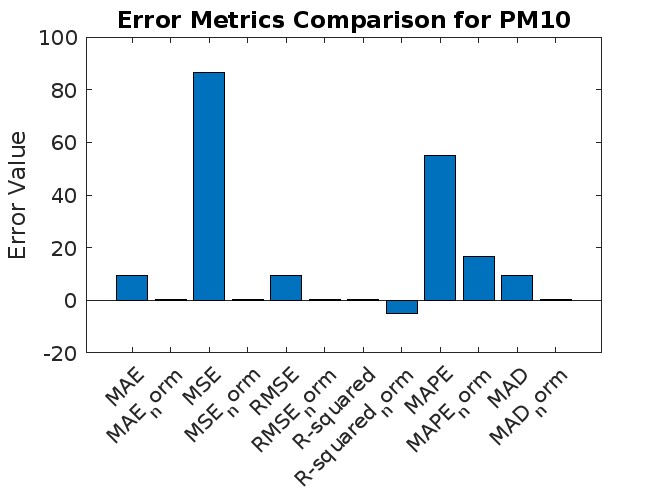 Error Metrics Comparison for PM10
Error Value
100
80
60
40
20
0
-20
MAE
MAE_norm
MSE
MSE_norm
RMSE
RMSE_norm
R-squared
R-squared_norm
MAPE
MAPE_norm
MAD
MAD_norm